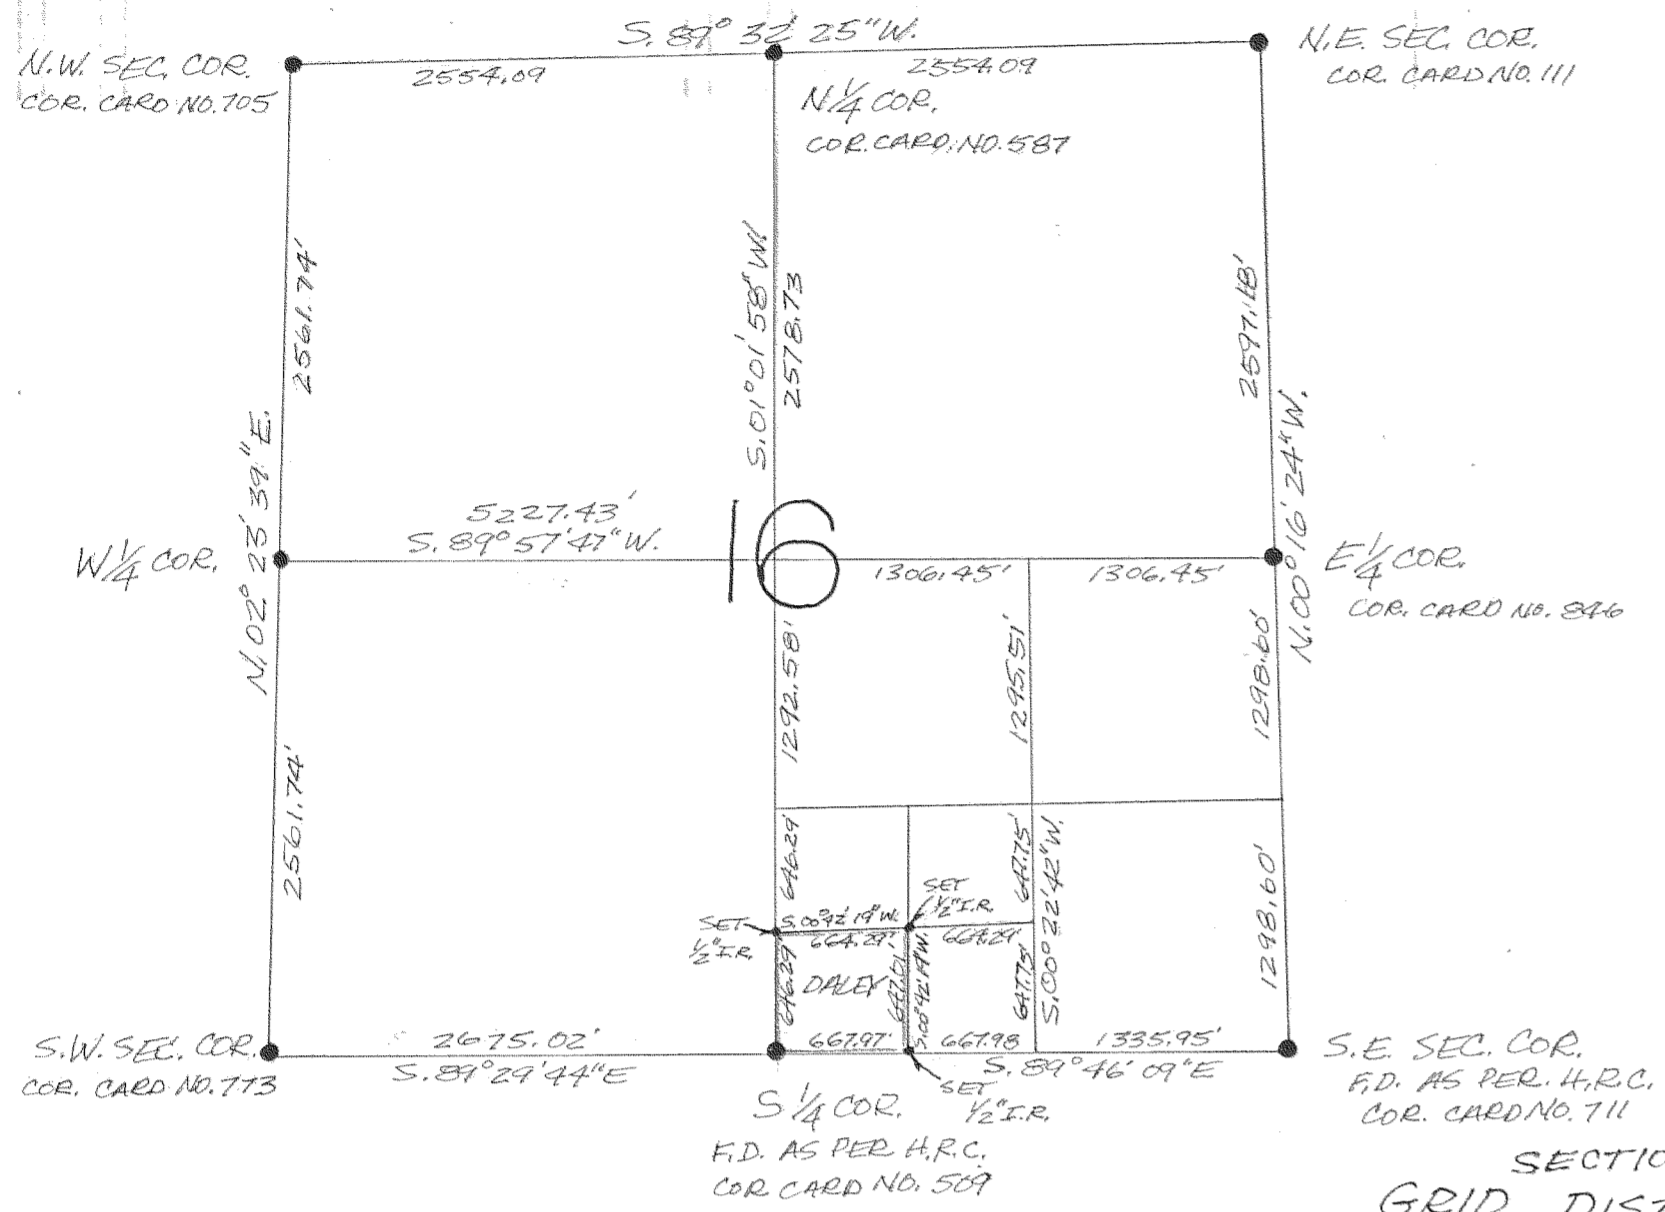 S. 89° 32' 25" W.
N.W. SEC. COR.
COR. CARD NO. 705
2554.09
2554.09
N.E. SEC. COR.
COR. CARD NO. 111
N 1/4 COR.
COR. CARD NO. 587
2561.74'
S. 01° 01' 58" W.
2578.73
2597.18'
N. 02° 23' 39" E.
N. 00° 16' 24" W.
5227.43'
S. 89° 57' 47" W.
16
W 1/4 COR.
1306.45'
1306.45'
E 1/4 COR.
COR. CARD NO. 846
1292.58'
1295.51'
1298.60'
2561.74'
646.29'
647.75'
S. 00° 22' 42" W.
1298.60'
SET
1/2" I.R.
SET
1/2" I.R.
664.29'
664.29'
646.29
DALEY
647.01
S. 00° 42' 19" W.
647.75'
S.W. SEC. COR.
COR. CARD NO. 773
2675.02'
S. 89° 29' 44" E
667.97'
667.98
1335.95'
S. 89° 46' 09" E
S.E. SEC. COR.
F.D. AS PER. H.R.C.
COR. CARD NO. 711
SET
1/2" I.R.
S 1/4 COR.
F.D. AS PER H.R.C.
COR CARD NO. 509
SECTIO
GRID DIST